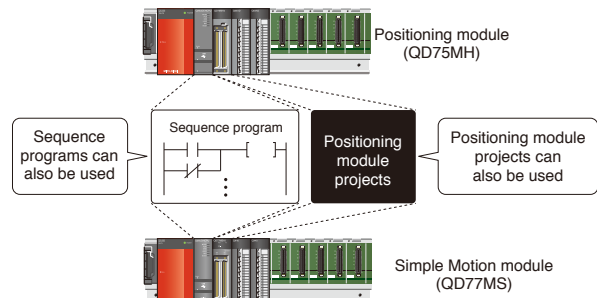 Positioning module
(QD75MH)
Sequence
programs can
also be used
Sequence program
Positioning
module
projects
Positioning module
projects can
also be used
Simple Motion module
(QD77MS)